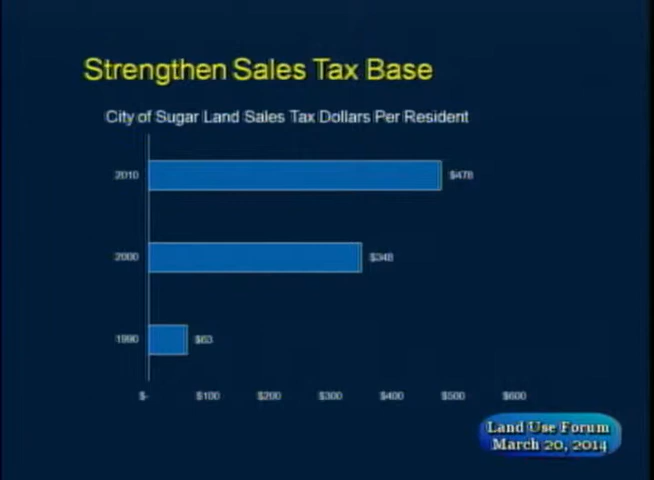 Strengthen Sales Tax Base
City of Sugar Land Sales Tax Dollars Per Resident
2010 $478
2000 $348
1990 $63
$- $100 $200 $300 $400 $500 $600
Land Use Forum
March 20, 2014